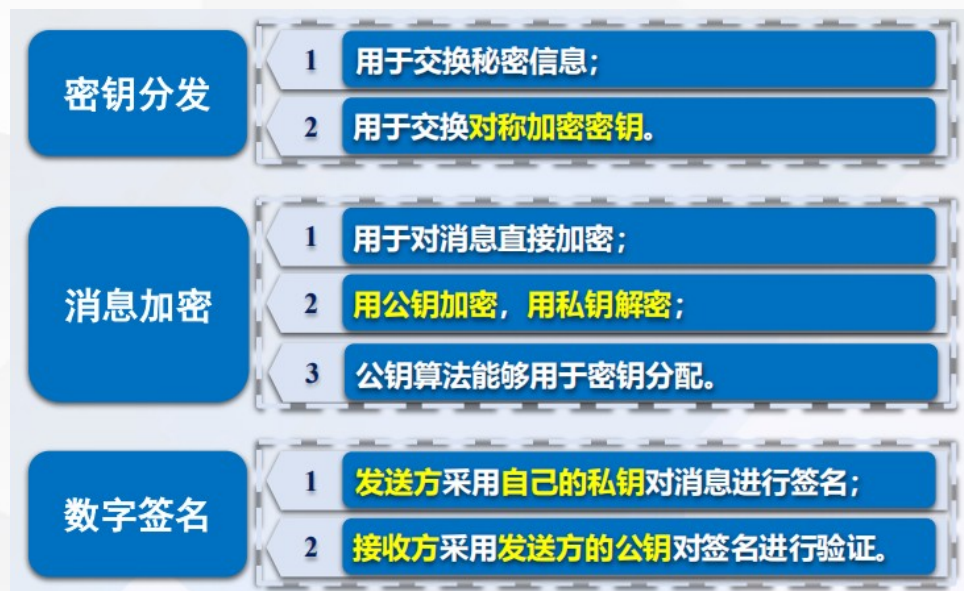 密钥分发
1 用于交换秘密信息；
2 用于交换对称加密密钥。
消息加密
1 用于对消息直接加密；
2 用公钥加密，用私钥解密；
3 公钥算法能够用于密钥分配。
数字签名
1 发送方采用自己的私钥对消息进行签名；
2 接收方采用发送方的公钥对签名进行验证。